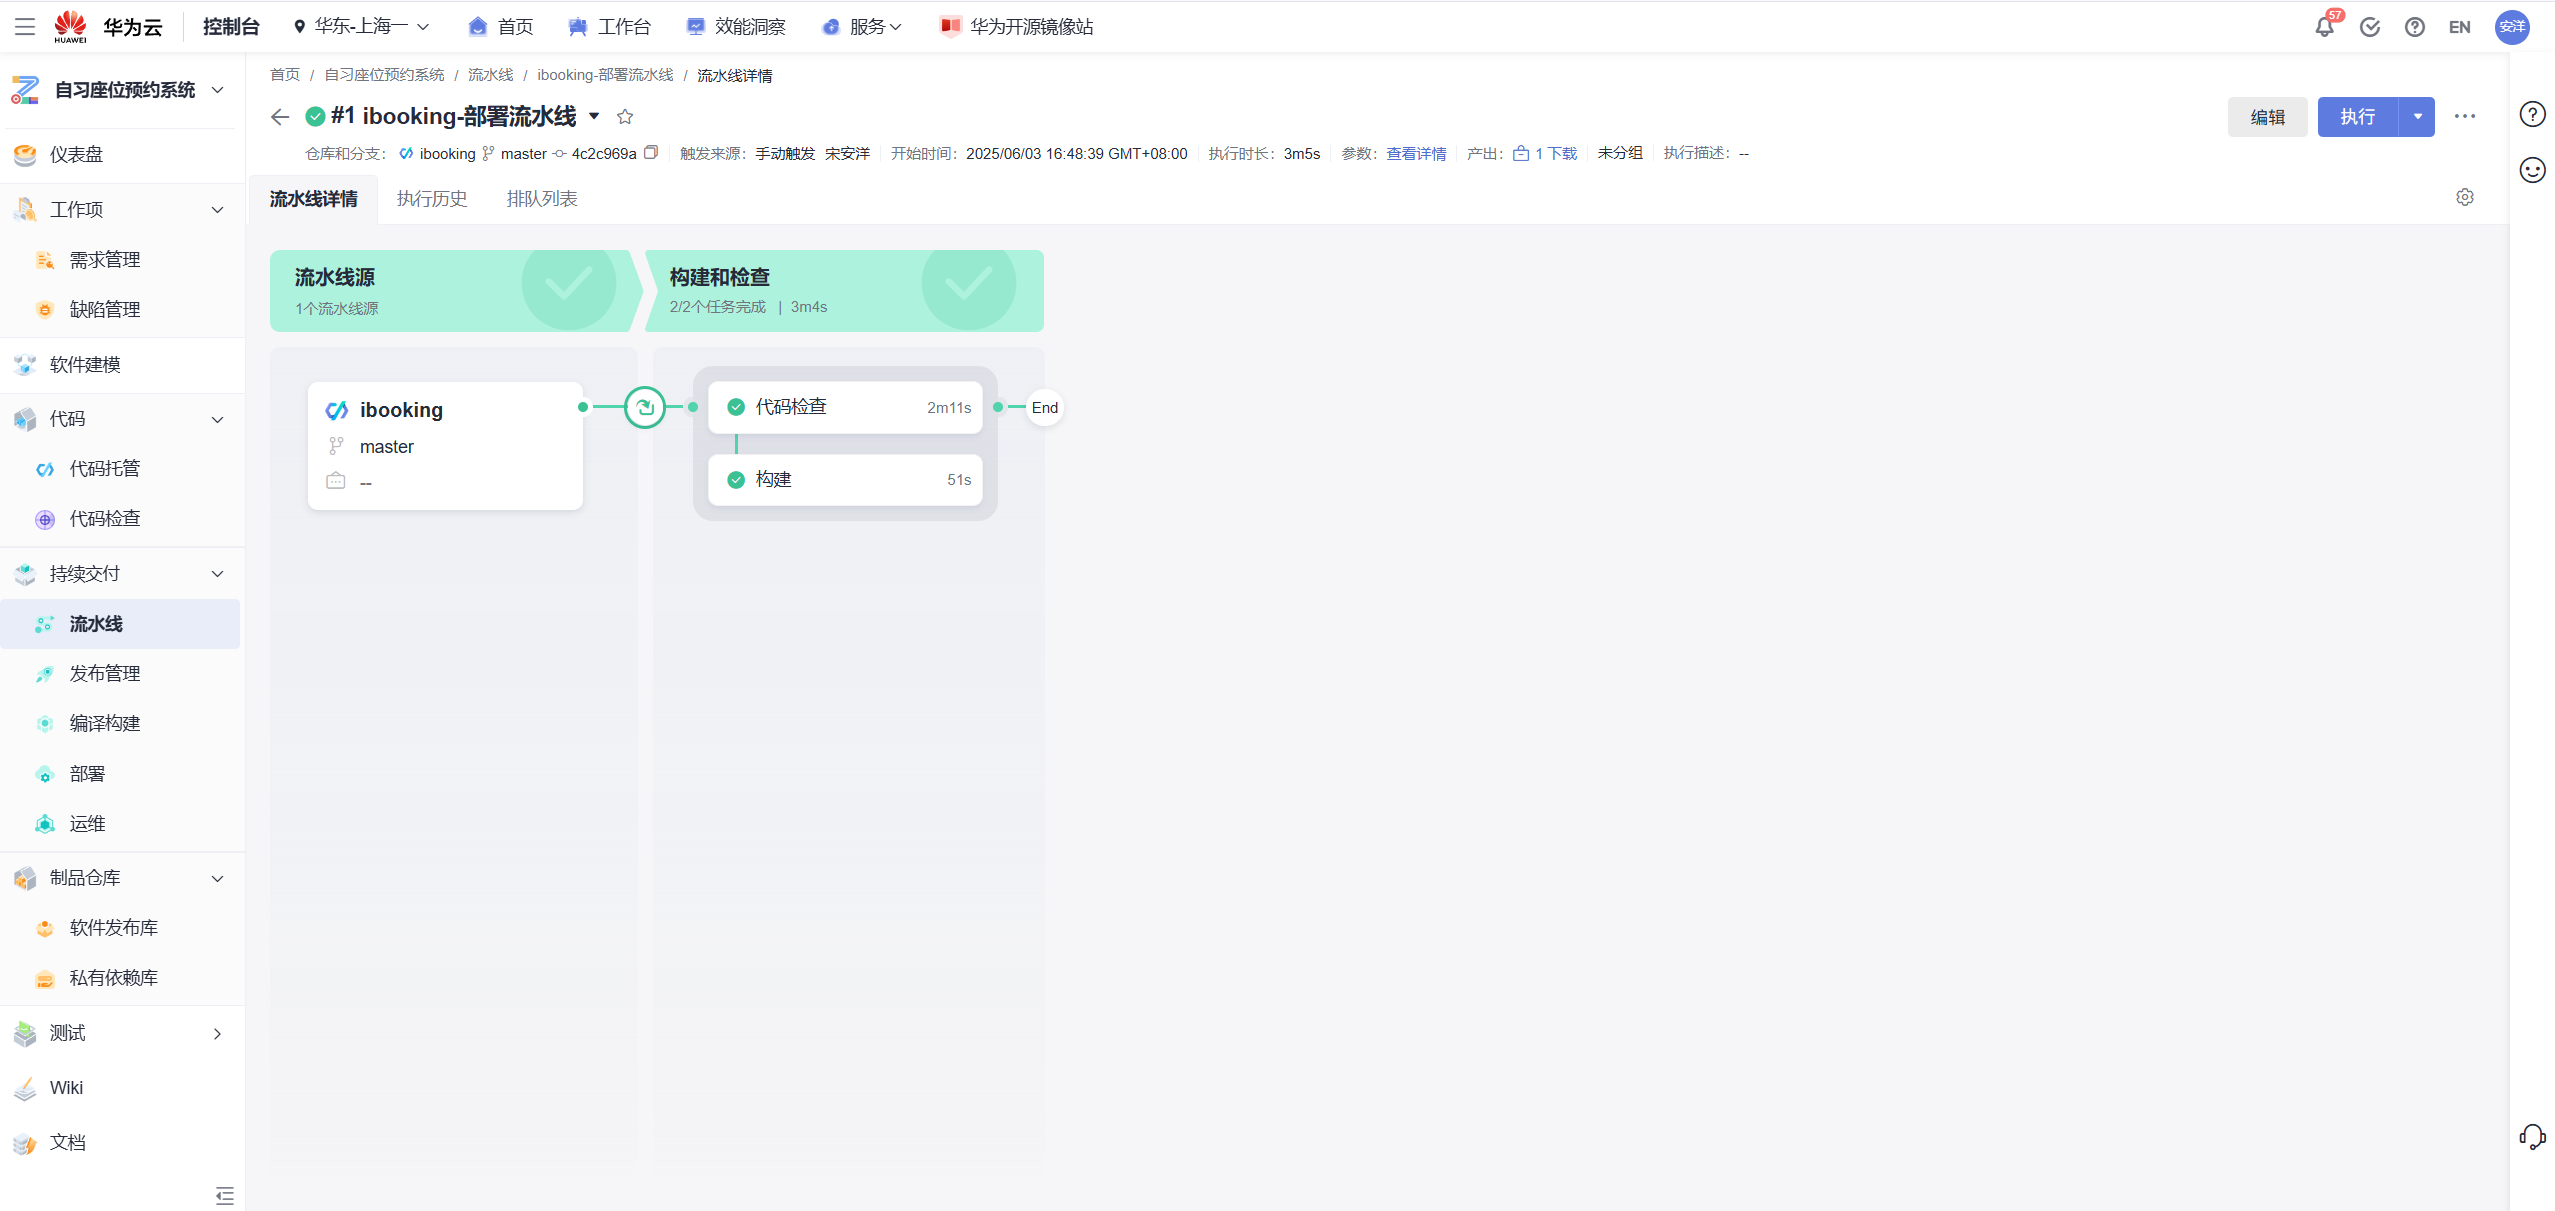 HUAWEI 华为云 控制台 华东-上海一 首页 工作台 效能洞察 服务 华为开源镜像站 57 EN 安洋
自习座位预约系统
仪表盘
工作项
需求管理
缺陷管理
软件建模
代码
代码托管
代码检查
持续交付
流水线
发布管理
编译构建
部署
运维
制品仓库
软件发布库
私有依赖库
测试
Wiki
文档
首页 / 自习座位预约系统 / 流水线 / ibooking-部署流水线 / 流水线详情
#1 ibooking-部署流水线
编辑 执行
仓库和分支： ibooking master 4c2c969a 触发来源：手动触发 宋安洋 开始时间：2025/06/03 16:48:39 GMT+08:00 执行时长：3m5s 参数：查看详情 产出：1 下载 未分组 执行描述：--
流水线详情 执行历史 排队列表
流水线源
1个流水线源
构建和检查
2/2个任务完成 | 3m4s
ibooking
master
--
代码检查 2m11s
构建 51s
End